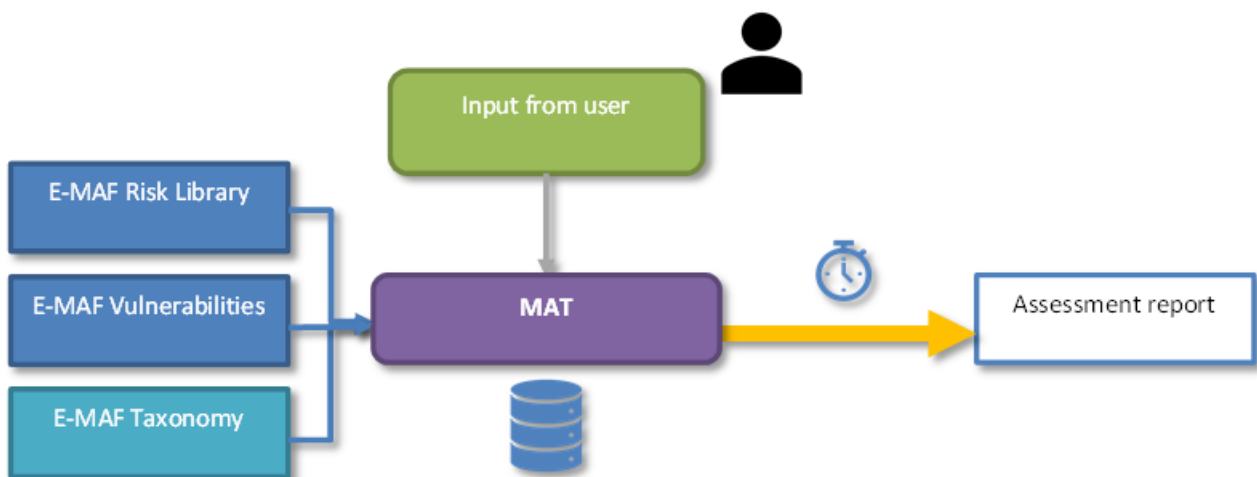 Input from user
E-MAF Risk Library
E-MAF Vulnerabilities
MAT
Assessment report
E-MAF Taxonomy